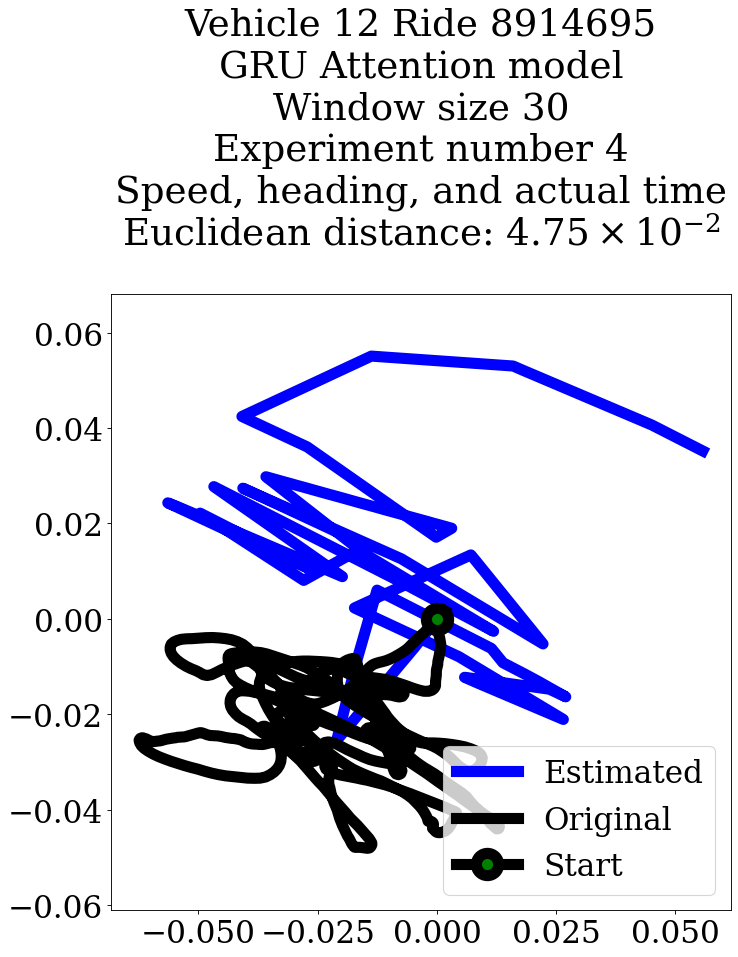 Vehicle 12 Ride 8914695
GRU Attention model
Window size 30
Experiment number 4
Speed, heading, and actual time
Euclidean distance: 4.75 × 10⁻²
0.06
0.04
0.02
0.00
−0.02
−0.04
−0.06
−0.050 −0.025 0.000 0.025 0.050
Estimated
Original
Start